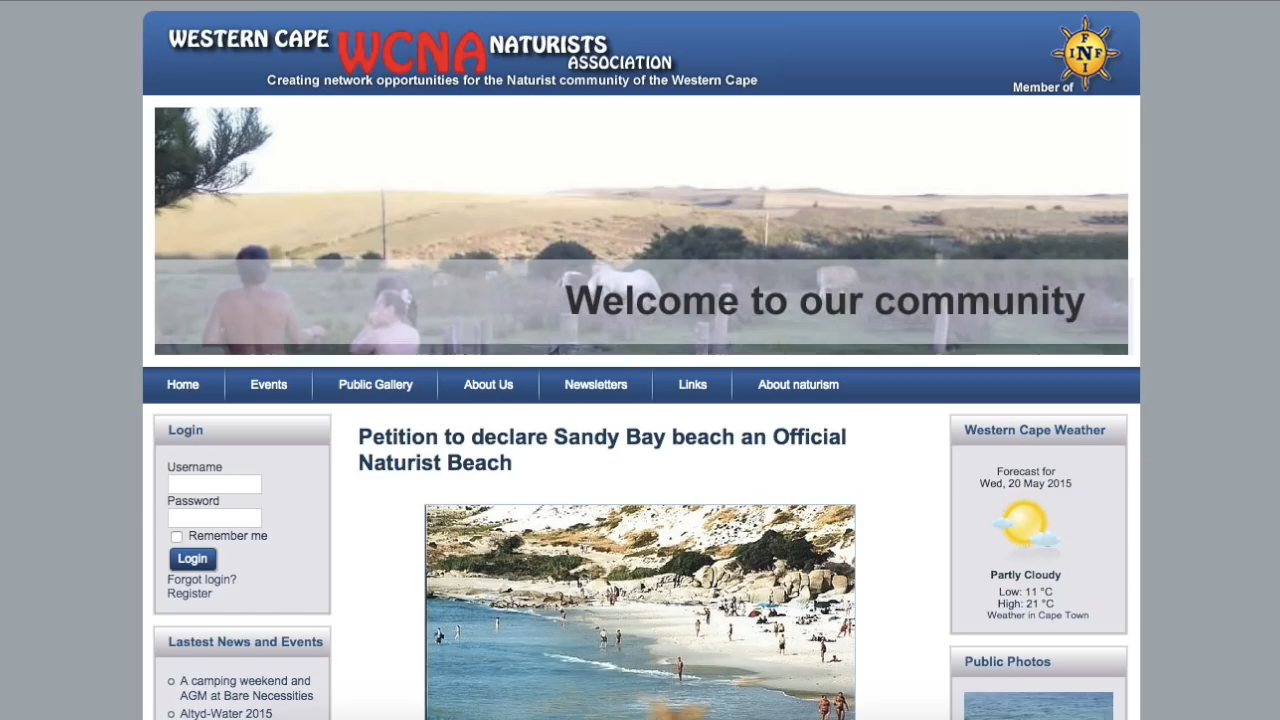 WESTERN CAPE WCNA NATURISTS
ASSOCIATION
Creating network opportunities for the Naturist community of the Western Cape
INF FNI
Member of
Welcome to our community
Home
Events
Public Gallery
About Us
Newsletters
Links
About naturism
Login
Username
Password
Remember me
Login
Forgot login?
Register
Lastest News and Events
A camping weekend and
AGM at Bare Necessities
Altyd-Water 2015
Petition to declare Sandy Bay beach an Official
Naturist Beach
Western Cape Weather
Forecast for
Wed, 20 May 2015
Partly Cloudy
Low: 11 °C
High: 21 °C
Weather in Cape Town
Public Photos